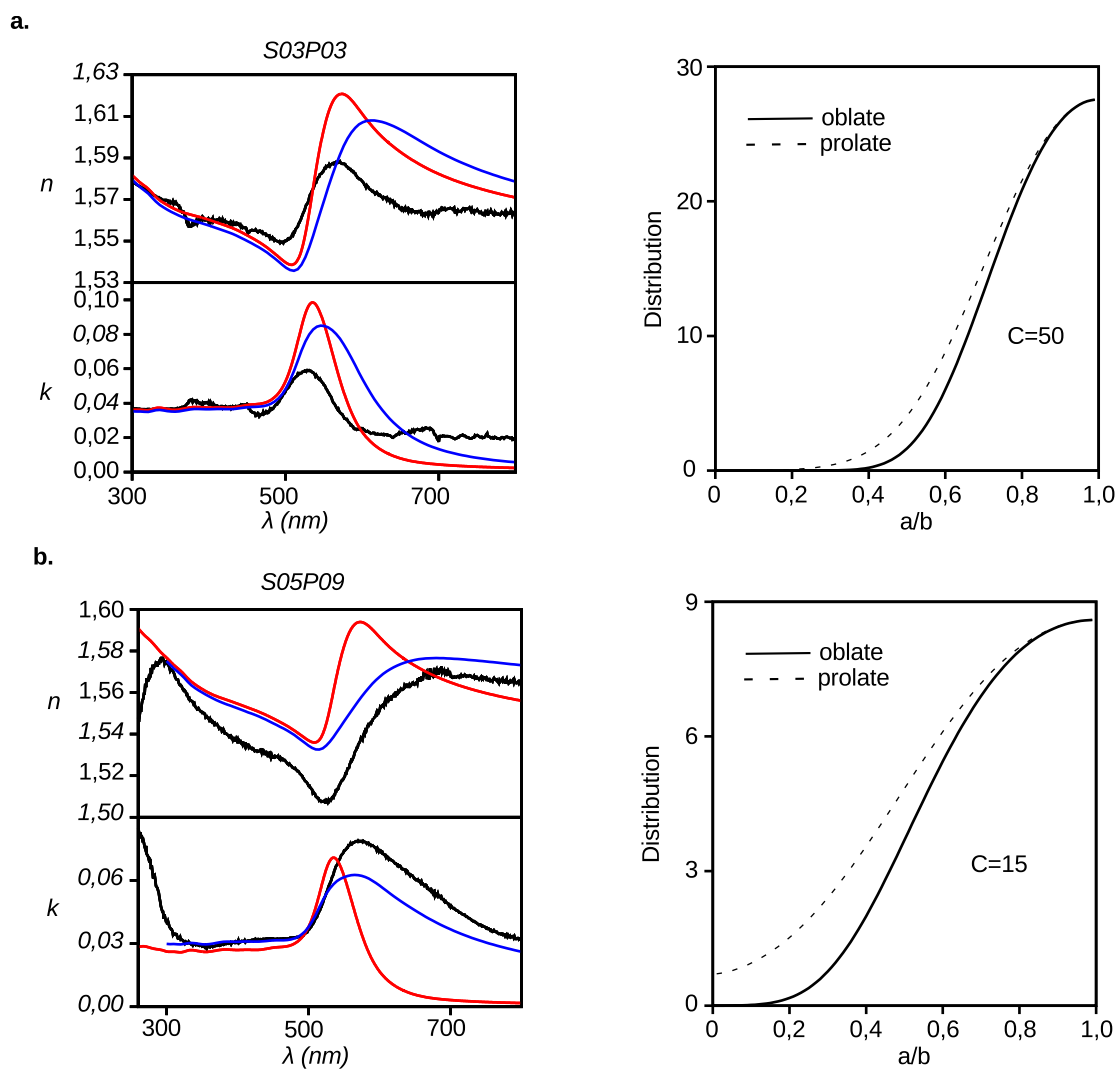 a.
S03P03
1,63
1,61
1,59
n
1,57
1,55
1,53
0,10
0,08
0,06
k
0,04
0,02
0,00
300 500 700
λ (nm)
30
oblate
prolate
20
Distribution
10
C=50
0
0 0,2 0,4 0,6 0,8 1,0
a/b
b.
S05P09
1,60
1,58
1,56
n
1,54
1,52
1,50
0,06
k
0,03
0,00
300 500 700
λ (nm)
9
oblate
prolate
6
Distribution
3
C=15
0
0 0,2 0,4 0,6 0,8 1,0
a/b